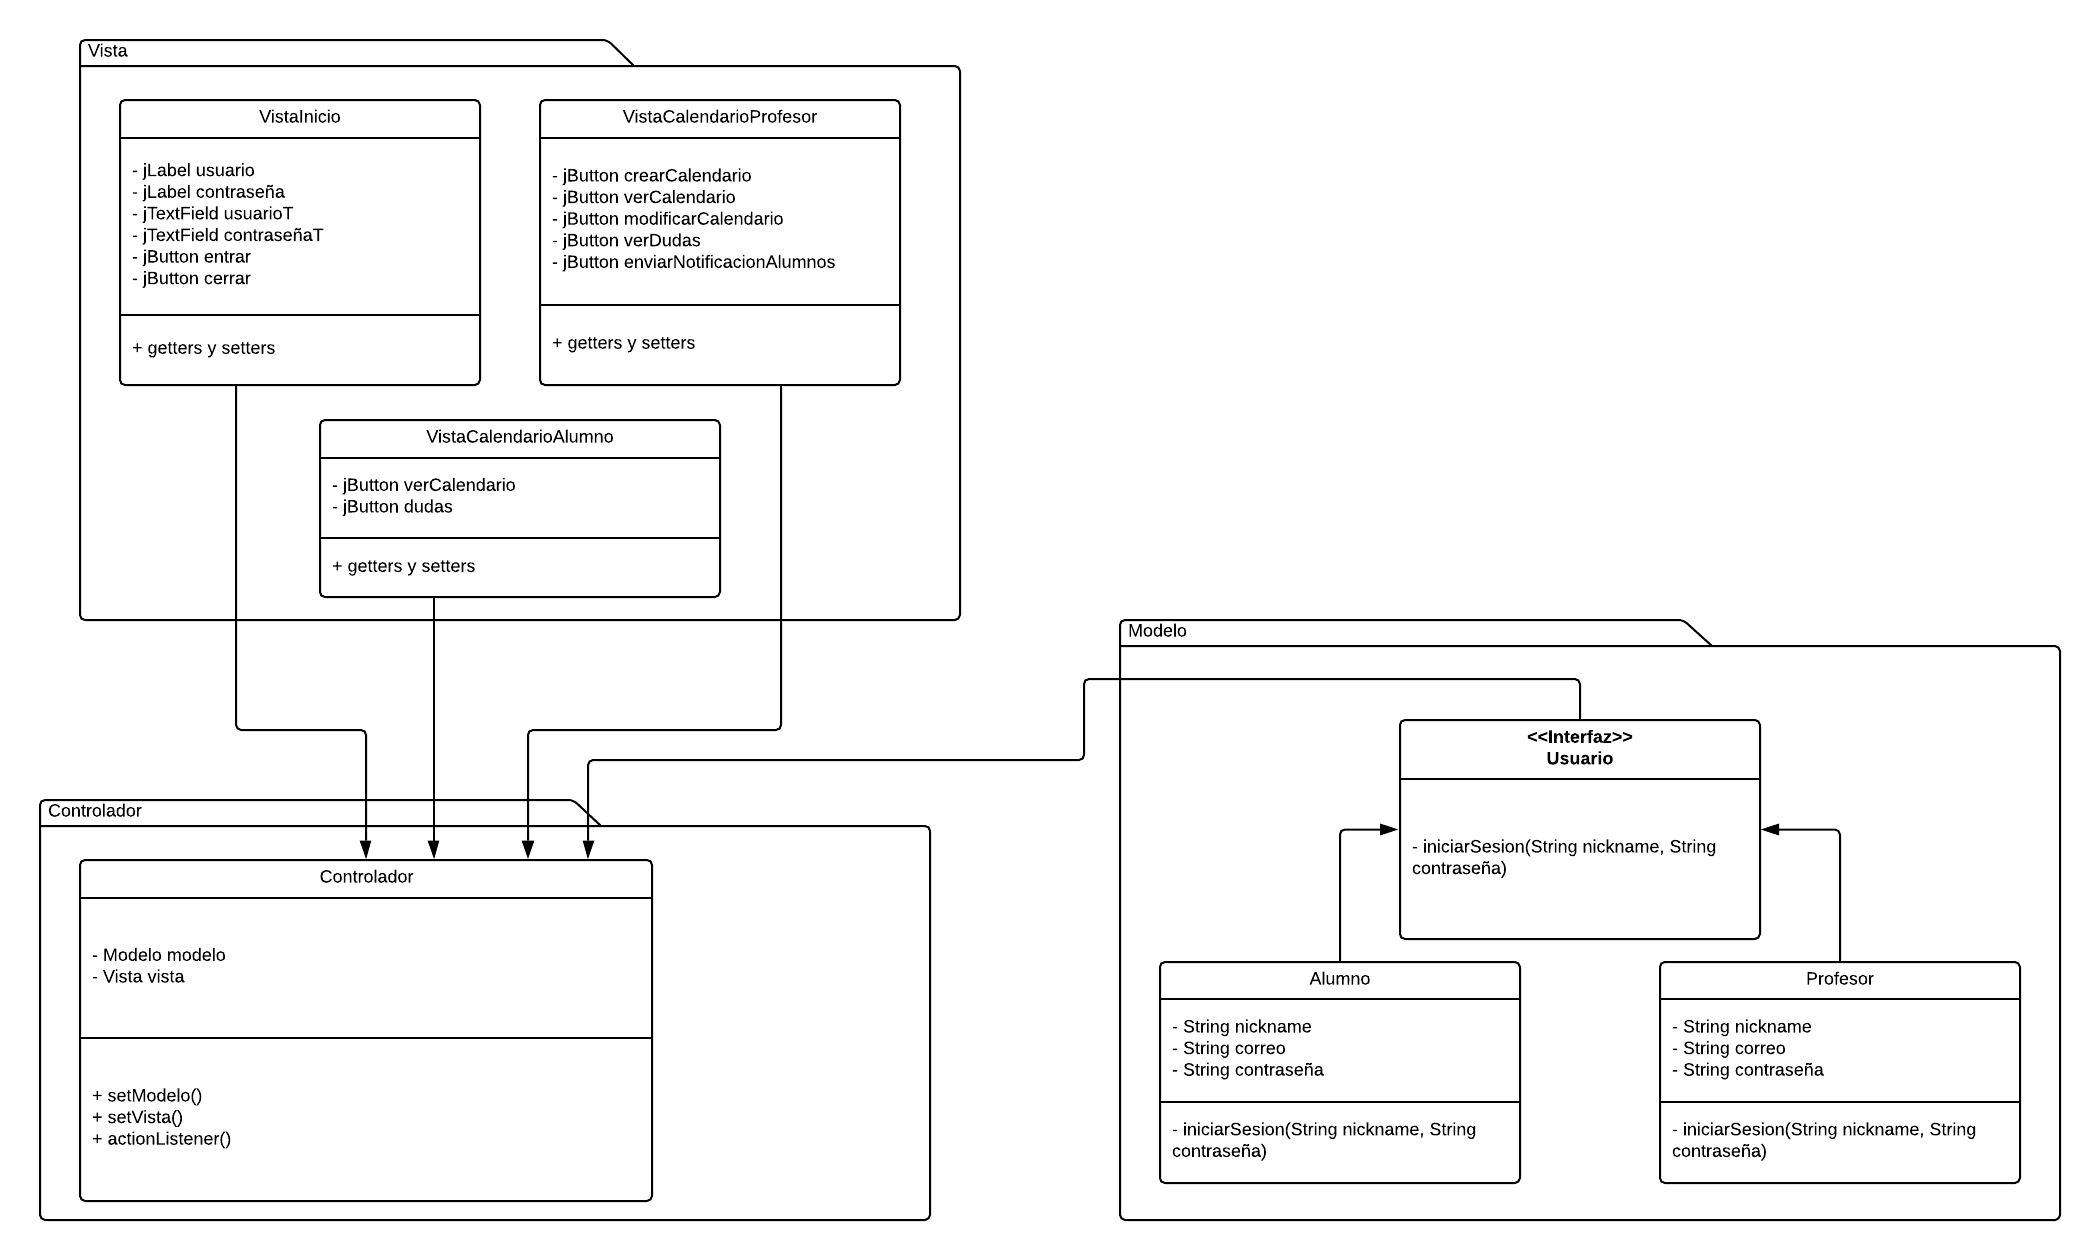 Vista
VistaInicio
- jLabel usuario
- jLabel contraseña
- jTextField usuarioT
- jTextField contraseñaT
- jButton entrar
- jButton cerrar
+ getters y setters
VistaCalendarioProfesor
- jButton crearCalendario
- jButton verCalendario
- jButton modificarCalendario
- jButton verDudas
- jButton enviarNotificacionAlumnos
+ getters y setters
VistaCalendarioAlumno
- jButton verCalendario
- jButton dudas
+ getters y setters
Modelo
<<Interfaz>>
Usuario
- iniciarSesion(String nickname, String
contraseña)
Alumno
- String nickname
- String correo
- String contraseña
- iniciarSesion(String nickname, String
contraseña)
Profesor
- String nickname
- String correo
- String contraseña
- iniciarSesion(String nickname, String
contraseña)
Controlador
Controlador
- Modelo modelo
- Vista vista
+ setModelo()
+ setVista()
+ actionListener()